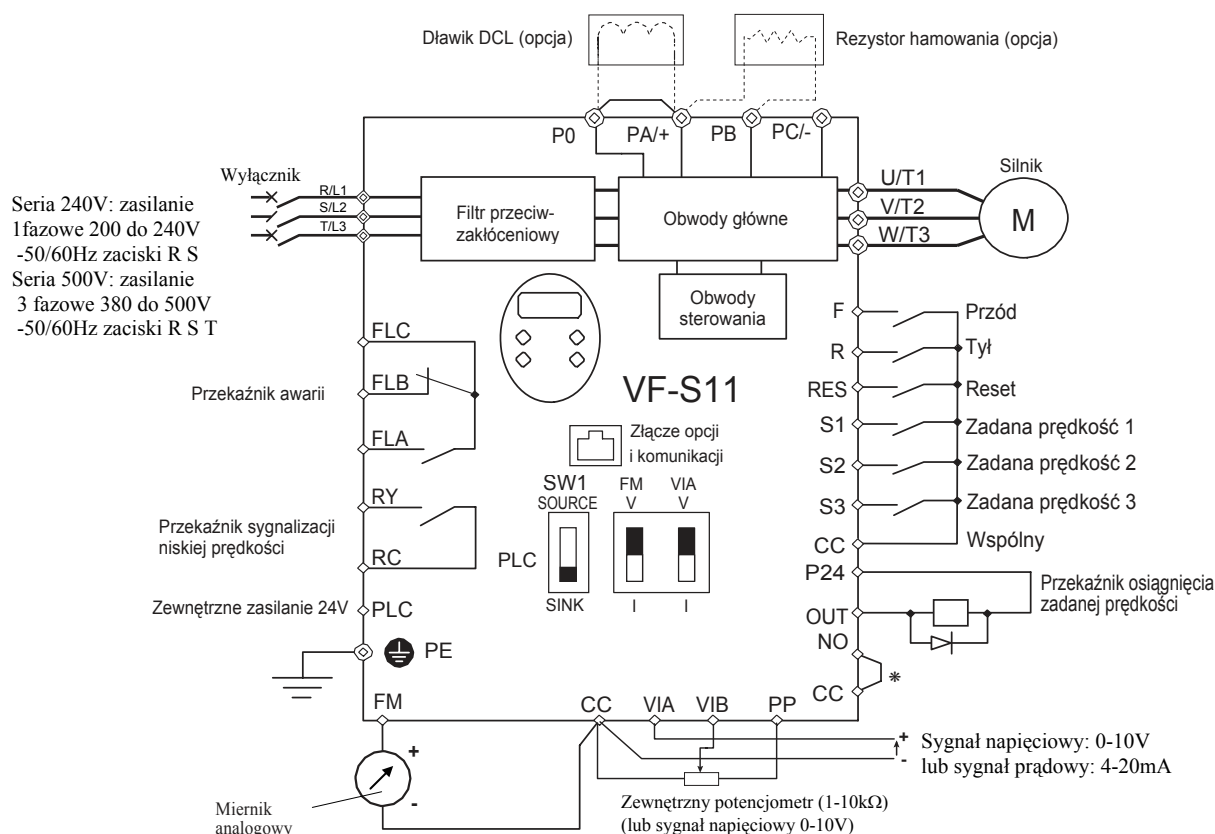 Dławik DCL (opcja)
Rezystor hamowania (opcja)
P0
PA/+
PB
PC/-
Wyłącznik
R/L1
S/L2
T/L3
Seria 240V: zasilanie
1fazowe 200 do 240V
-50/60Hz zaciski R S
Seria 500V: zasilanie
3 fazowe 380 do 500V
-50/60Hz zaciski R S T
Filtr przeciw-
zakłóceniowy
Obwody główne
Obwody
sterowania
U/T1
V/T2
W/T3
Silnik
M
FLC
FLB
FLA
Przekaźnik awarii
RY
RC
Przekaźnik sygnalizacji
niskiej prędkości
Zewnętrzne zasilanie 24V
PLC
PE
VF-S11
Złącze opcji
i komunikacji
SW1
SOURCE
PLC
SINK
FM
V
I
VIA
V
I
F
Przód
R
Tył
RES
Reset
S1
Zadana prędkość 1
S2
Zadana prędkość 2
S3
Zadana prędkość 3
CC
Wspólny
P24
OUT
Przekaźnik osiągnięcia
zadanej prędkości
NO
CC
*
FM
CC
VIA
VIB
PP
+
-
Miernik
analogowy
+
-
Sygnał napięciowy: 0-10V
lub sygnał prądowy: 4-20mA
Zewnętrzny potencjometr (1-10kΩ)
(lub sygnał napięciowy 0-10V)